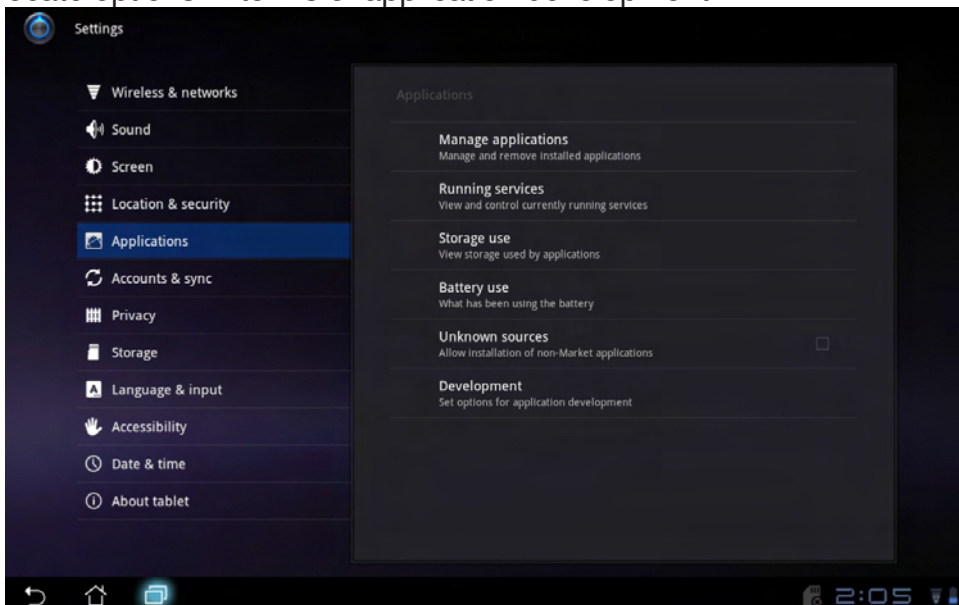 Settings
Wireless & networks
Sound
Screen
Location & security
Applications
Accounts & sync
Privacy
Storage
Language & input
Accessibility
Date & time
About tablet
Applications
Manage applications
Manage and remove installed applications
Running services
View and control currently running services
Storage use
View storage used by applications
Battery use
What has been using the battery
Unknown sources
Allow installation of non-Market applications
Development
Set options for application development
2:05